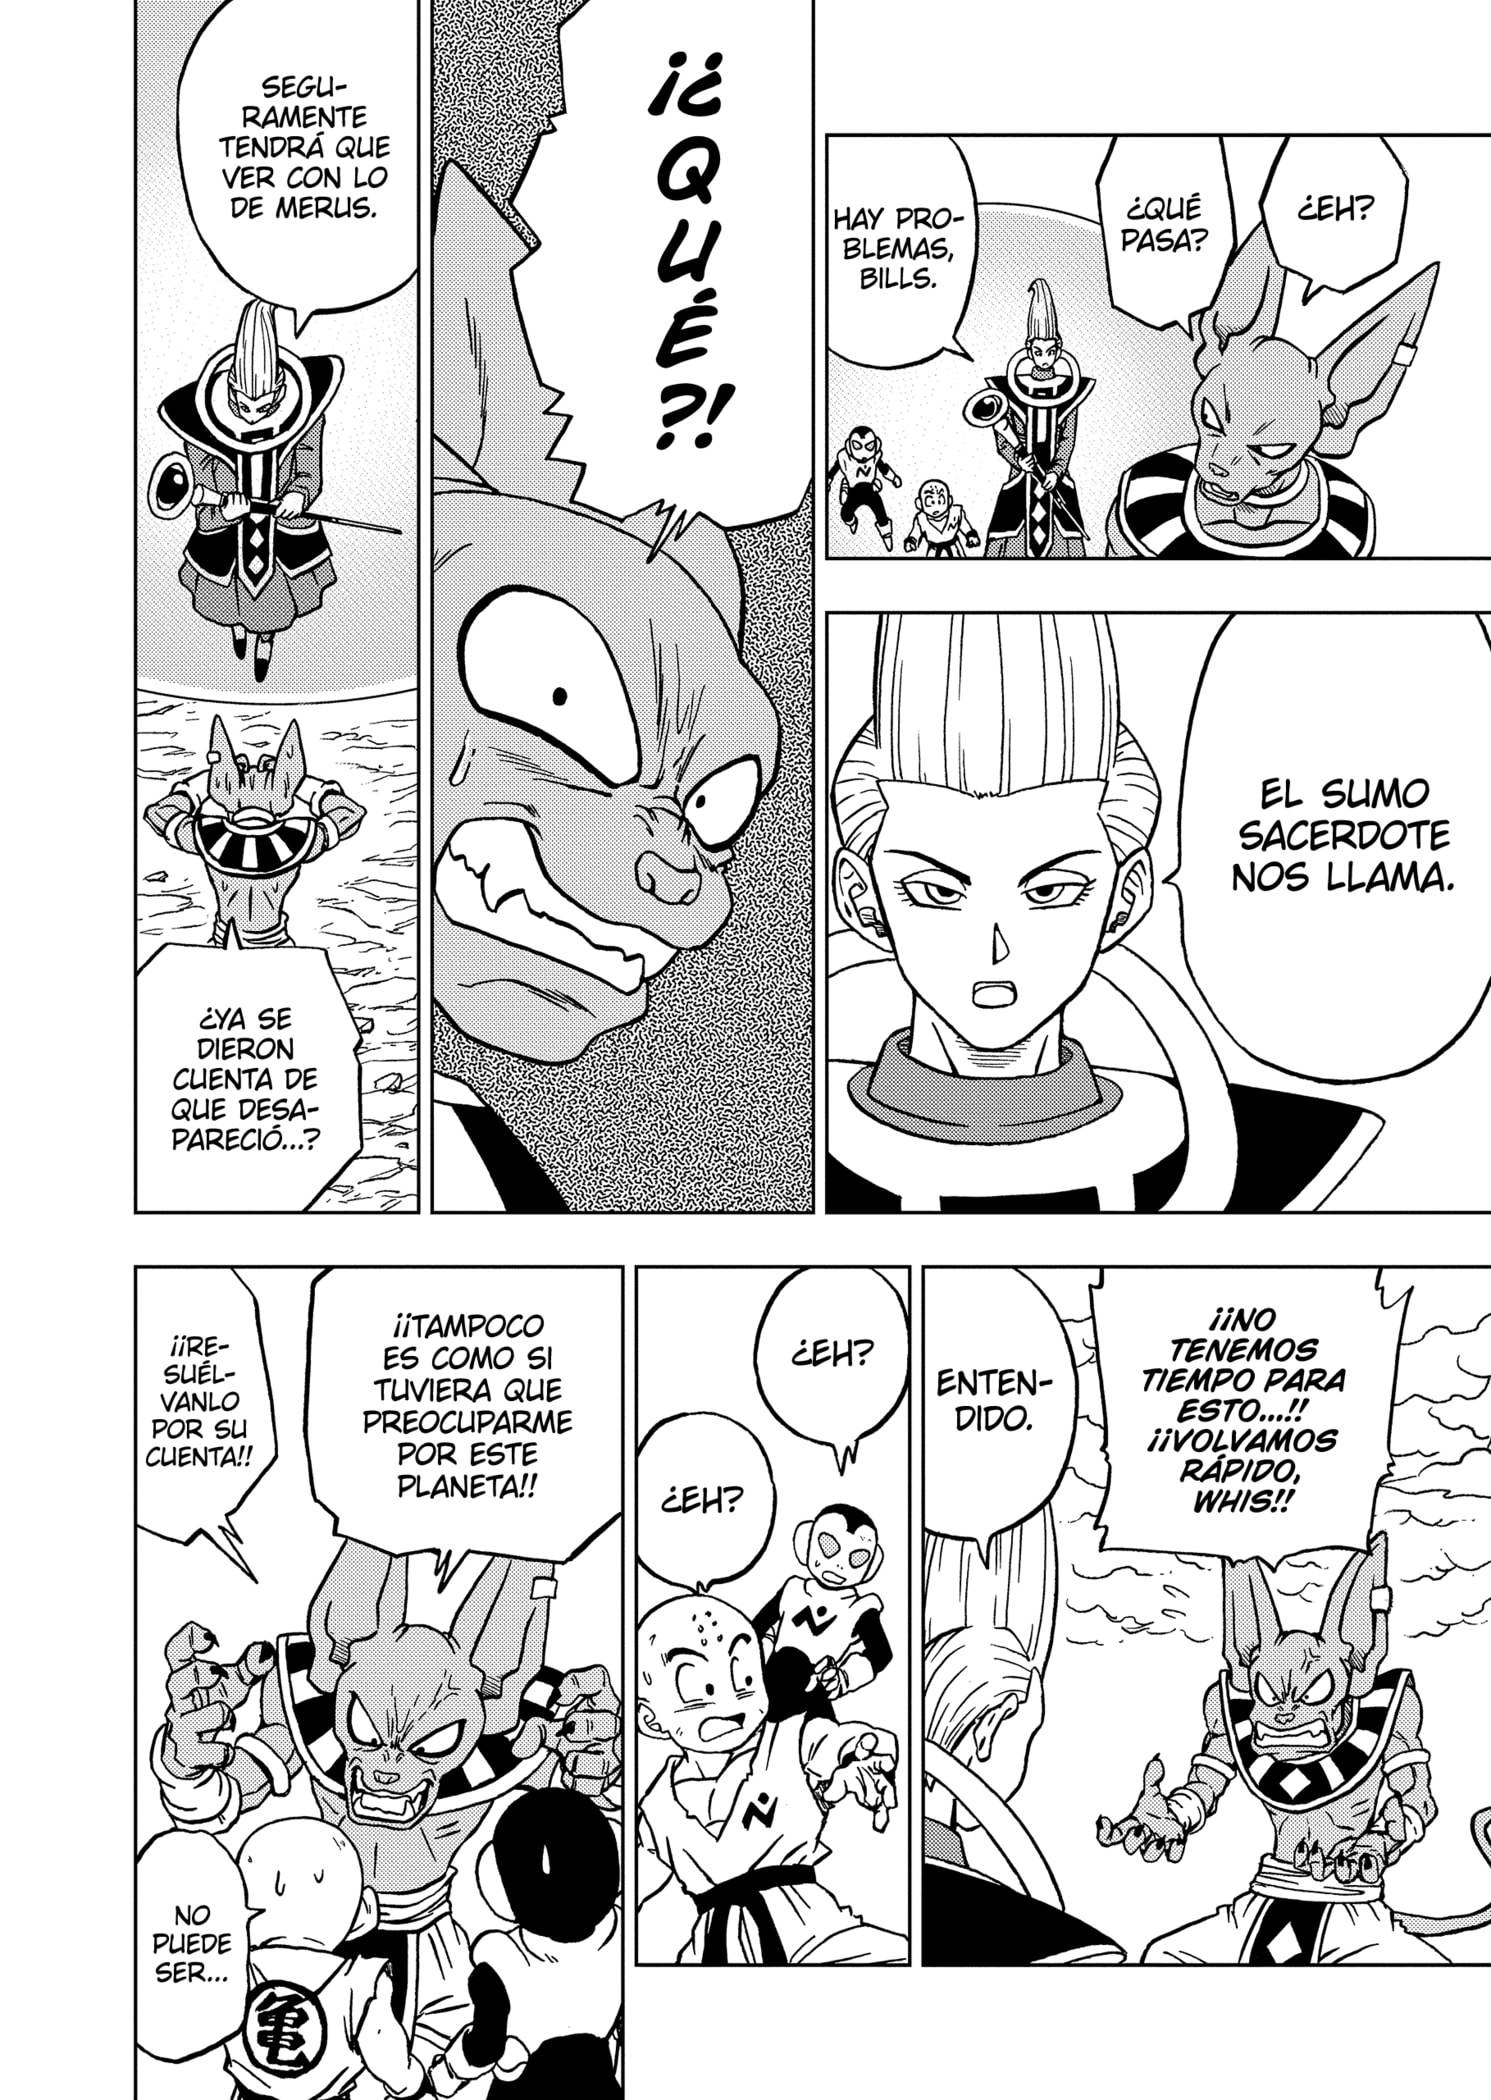 ¿EH?
¿QUÉ
PASA?
HAY PRO-
BLEMAS,
BILLS.
EL SUMO
SACERDOTE
NOS LLAMA.
¡¿QUÉ?!
SEGU-
RAMENTE
TENDRÁ QUE
VER CON LO
DE MERUS.
¿YA SE
DIERON
CUENTA DE
QUE DESA-
PARECIÓ...?
¡¡NO
TENEMOS
TIEMPO PARA
ESTO...!!
¡¡VOLVAMOS
RÁPIDO,
WHIS!!
ENTEN-
DIDO.
¿EH?
¿EH?
¡¡TAMPOCO
ES COMO SI
TUVIERA QUE
PREOCUPARME
POR ESTE
PLANETA!!
¡¡RE-
SUÉL-
VANLO
POR SU
CUENTA!!
NO
PUEDE
SER...
亀